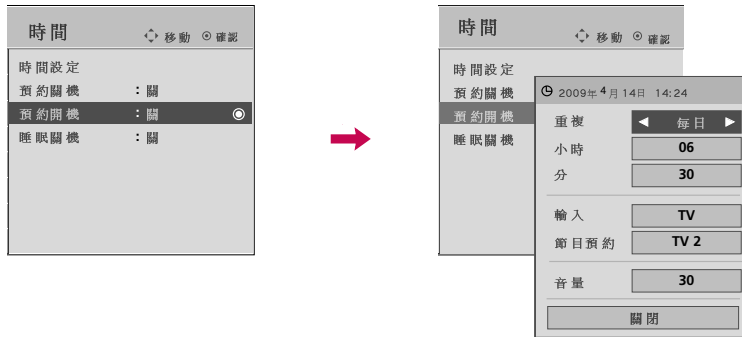 時間 移動 ⊙ 確認
時間設定
預約關機 : 關
預約開機 : 關
睡眠關機 : 關
時間 移動 ⊙ 確認
時間設定
預約關機
預約開機
睡眠關機
2009年 4月 14日 14:24
重複 ◀ 每日 ▶
小時 06
分 30
輸入 TV
節目預約 TV 2
音量 30
關閉